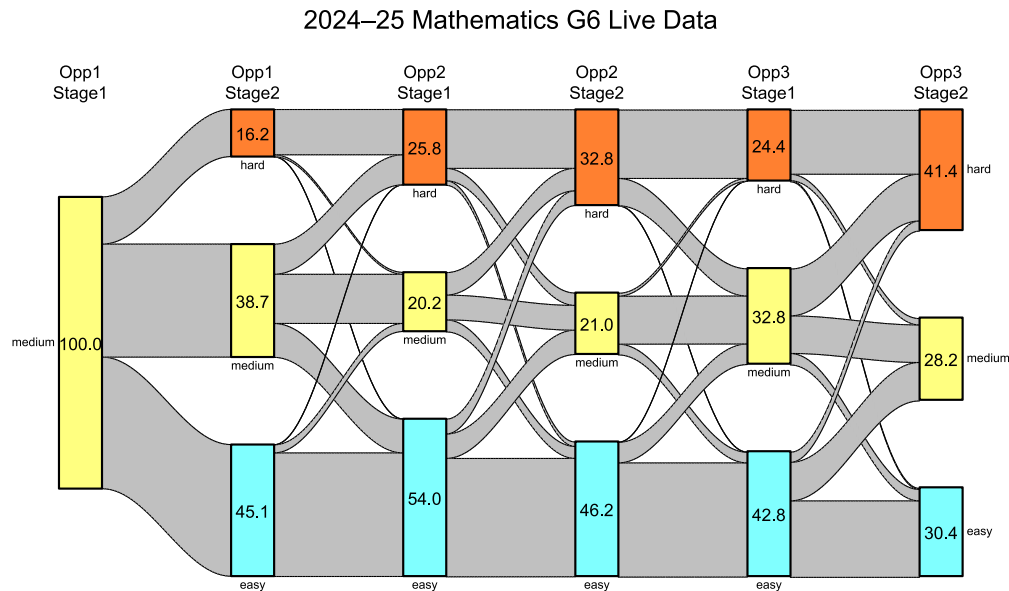 2024–25 Mathematics G6 Live Data
Opp1
Stage1
Opp1
Stage2
Opp2
Stage1
Opp2
Stage2
Opp3
Stage1
Opp3
Stage2
medium 100.0
16.2
hard
38.7
medium
45.1
easy
25.8
hard
20.2
medium
54.0
easy
32.8
hard
21.0
medium
46.2
easy
24.4
hard
32.8
medium
42.8
easy
41.4 hard
28.2 medium
30.4 easy